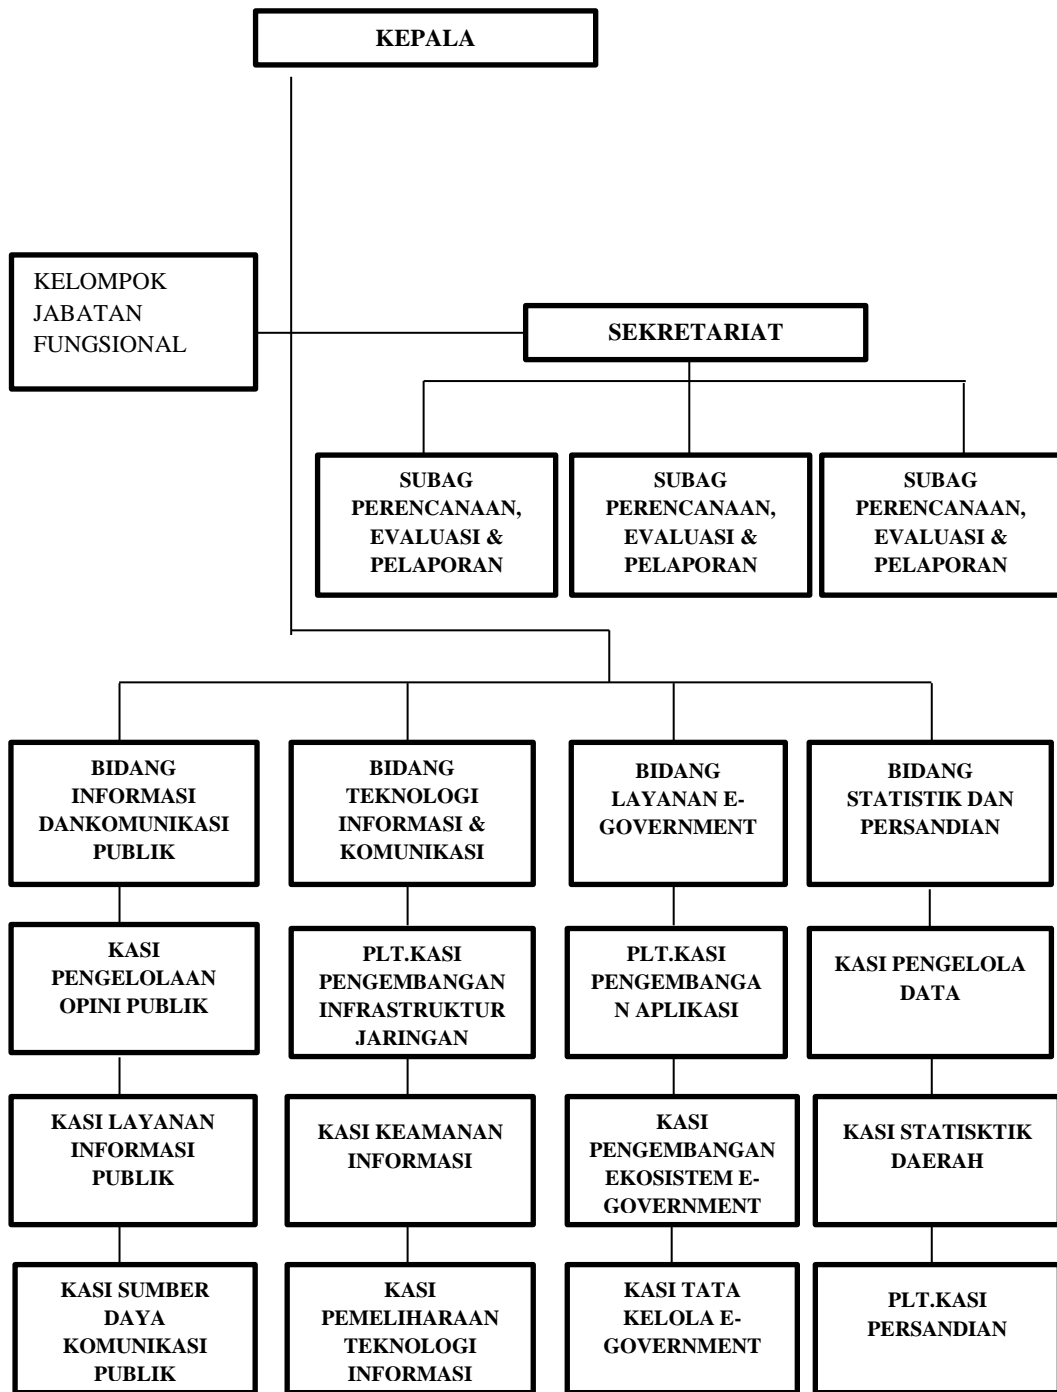 KEPALA
KELOMPOK
JABATAN
FUNGSIONAL
SEKRETARIAT
SUBAG
PERENCANAAN,
EVALUASI &
PELAPORAN
SUBAG
PERENCANAAN,
EVALUASI &
PELAPORAN
SUBAG
PERENCANAAN,
EVALUASI &
PELAPORAN
BIDANG
INFORMASI
DANKOMUNIKASI
PUBLIK
BIDANG
TEKNOLOGI
INFORMASI &
KOMUNIKASI
BIDANG
LAYANAN E-
GOVERNMENT
BIDANG
STATISTIK DAN
PERSANDIAN
KASI
PENGELOLAAN
OPINI PUBLIK
PLT.KASI
PENGEMBANGAN
INFRASTRUKTUR
JARINGAN
PLT.KASI
PENGEMBANGA
N APLIKASI
KASI PENGELOLA
DATA
KASI LAYANAN
INFORMASI
PUBLIK
KASI KEAMANAN
INFORMASI
KASI
PENGEMBANGAN
EKOSISTEM E-
GOVERNMENT
KASI STATISKTIK
DAERAH
KASI SUMBER
DAYA
KOMUNIKASI
PUBLIK
KASI
PEMELIHARAAN
TEKNOLOGI
INFORMASI
KASI TATA
KELOLA E-
GOVERNMENT
PLT.KASI
PERSANDIAN